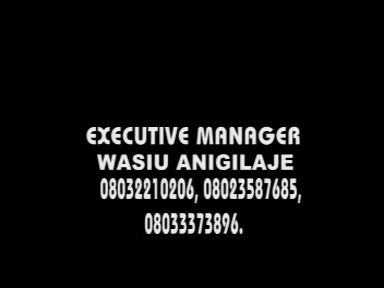 EXECUTIVE MANAGER
WASIU ANIGILAJE
08032210206, 08023587685,
08033373896.